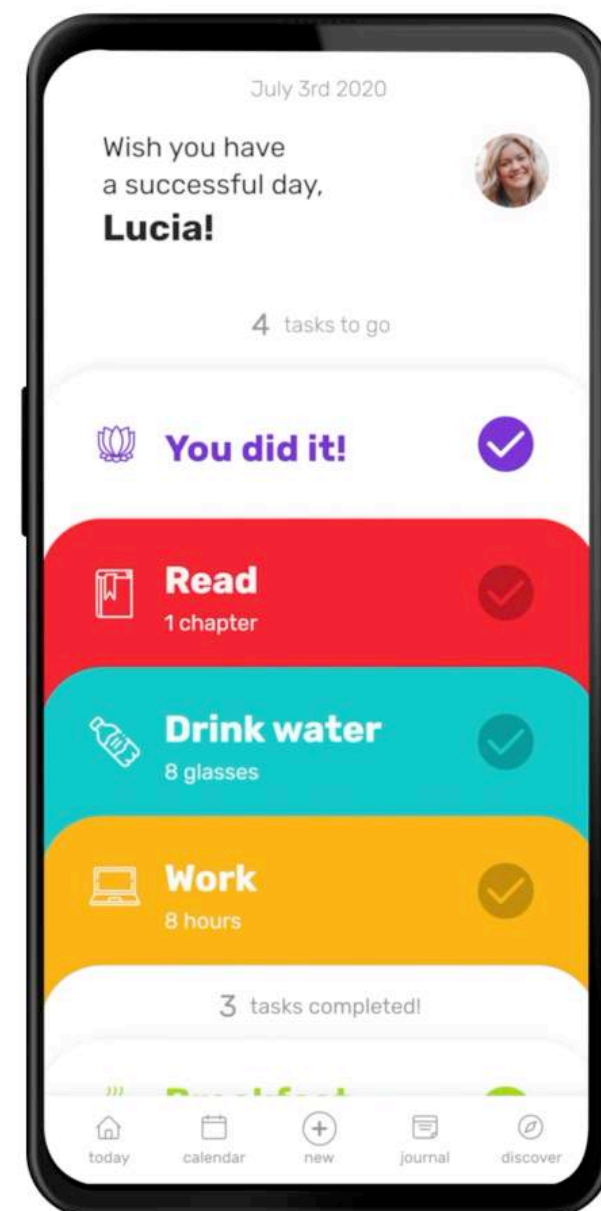 July 3rd 2020
Wish you have
a successful day,
Lucia!
4 tasks to go
You did it!
Read
1 chapter
Drink water
8 glasses
Work
8 hours
3 tasks completed!
Breakfast
today
calendar
new
journal
discover